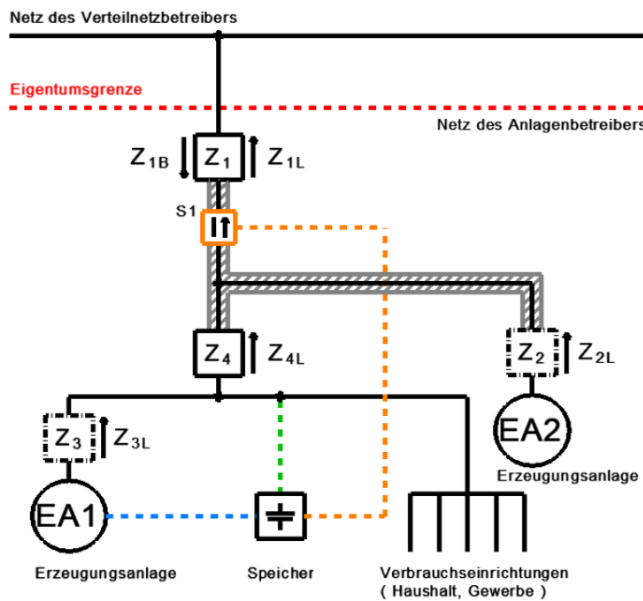 Netz des Verteilnetzbetreibers
Eigentumsgrenze
Netz des Anlagenbetreibers
Z1B Z1 Z1L
S1
Z4 Z4L
Z2 Z2L
Z3 Z3L
EA2
Erzeugungsanlage
EA1
Erzeugungsanlage
Speicher
Verbrauchseinrichtungen
( Haushalt, Gewerbe )